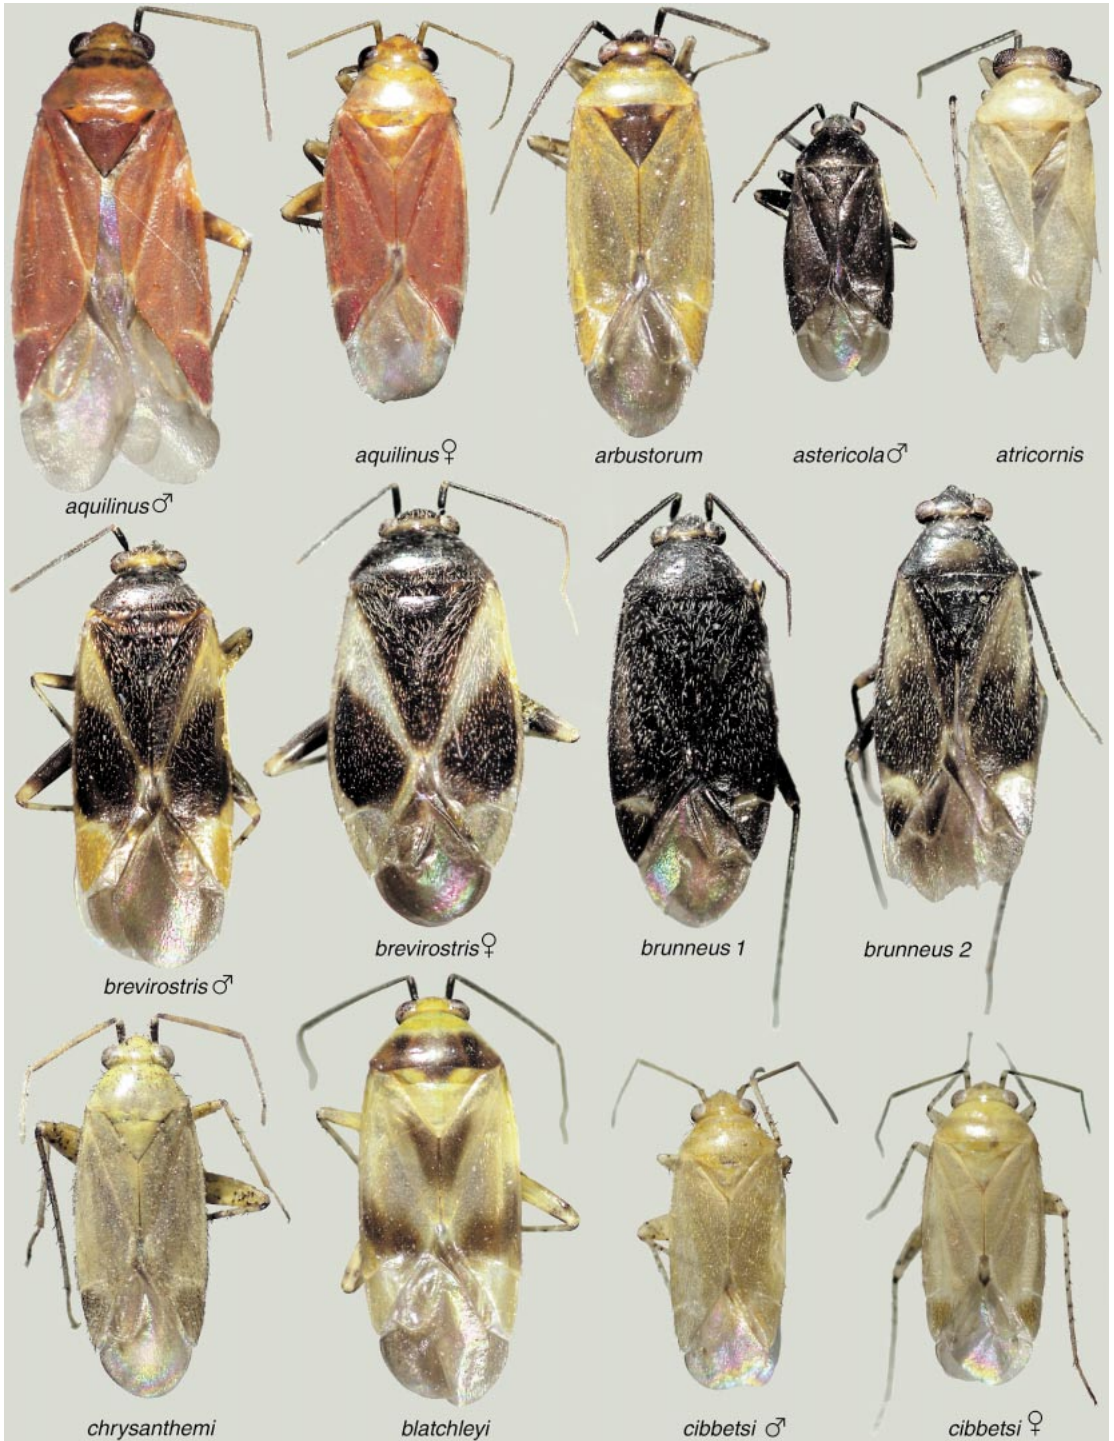 aquilinus ♂
aquilinus ♀
arbustorum
astericola ♂
atricornis
brevirostris ♂
brevirostris ♀
brunneus 1
brunneus 2
chrysanthemi
blatchleyi
cibbetsi ♂
cibbetsi ♀